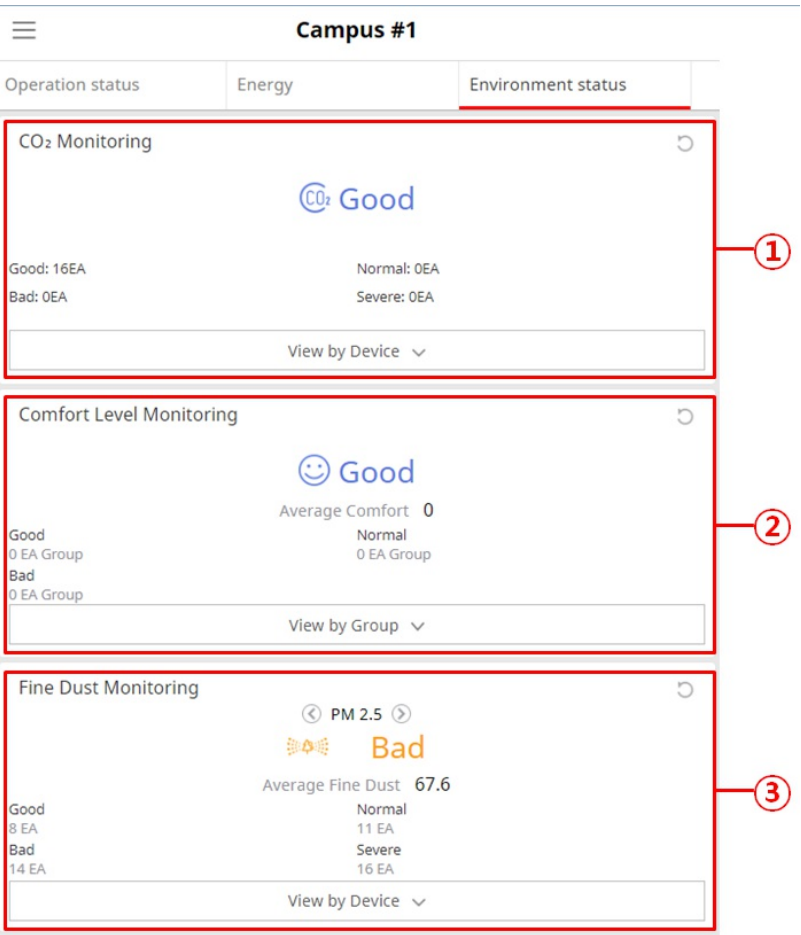 Campus #1
Operation status Energy Environment status
CO₂ Monitoring
CO₂ Good
Good: 16EA Normal: 0EA
Bad: 0EA Severe: 0EA
View by Device
①
Comfort Level Monitoring
Good
Average Comfort 0
Good Normal
0 EA Group 0 EA Group
Bad
0 EA Group
View by Group
②
Fine Dust Monitoring
PM 2.5
Bad
Average Fine Dust 67.6
Good Normal
8 EA 11 EA
Bad Severe
14 EA 16 EA
View by Device
③